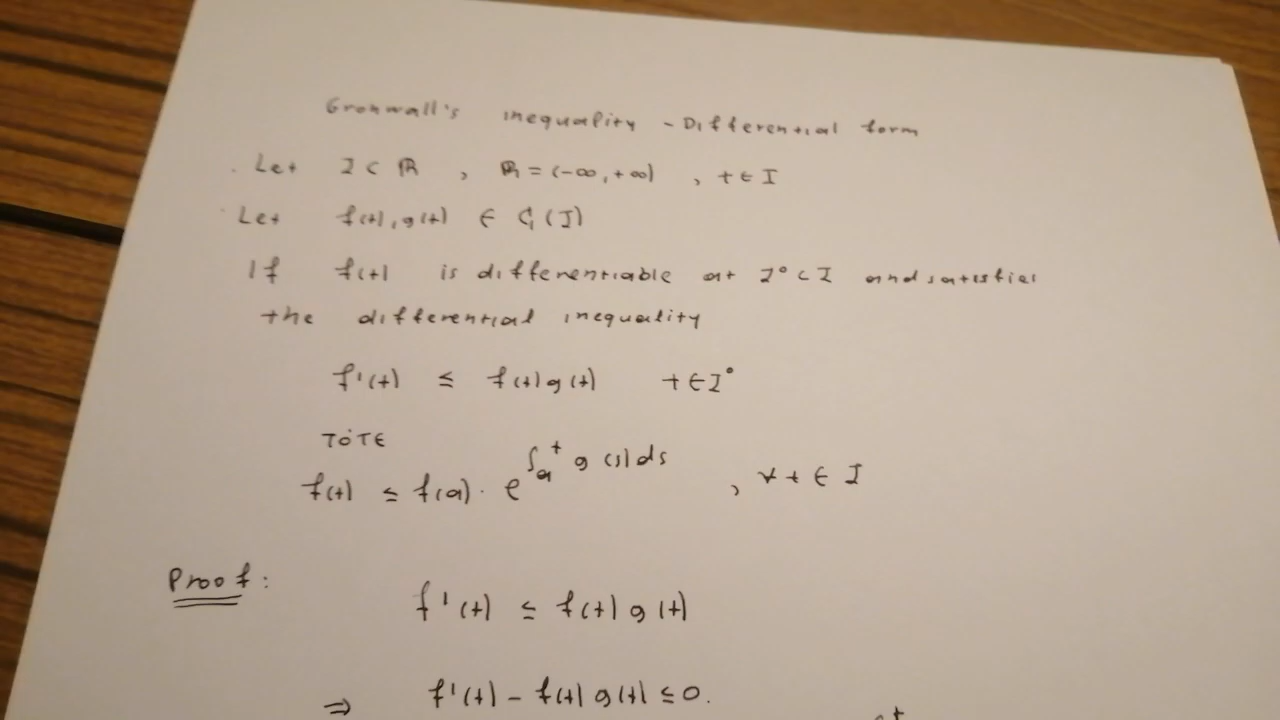 Gronwall's inequality - Differential form
Let I ⊂ ℝ , ℝ = (-∞, +∞) , t ∈ I
Let f(t), g(t) ∈ C(I)
If f(t) is differentiable at I° ⊂ I and satisfies
the differential inequality
f'(t) ≤ f(t) g(t) t ∈ I°
τότε
f(t) ≤ f(a) · e^{∫_a^t g(s) ds} , ∀ t ∈ I
Proof: f'(t) ≤ f(t) g(t)
⇒ f'(t) - f(t) g(t) ≤ 0.